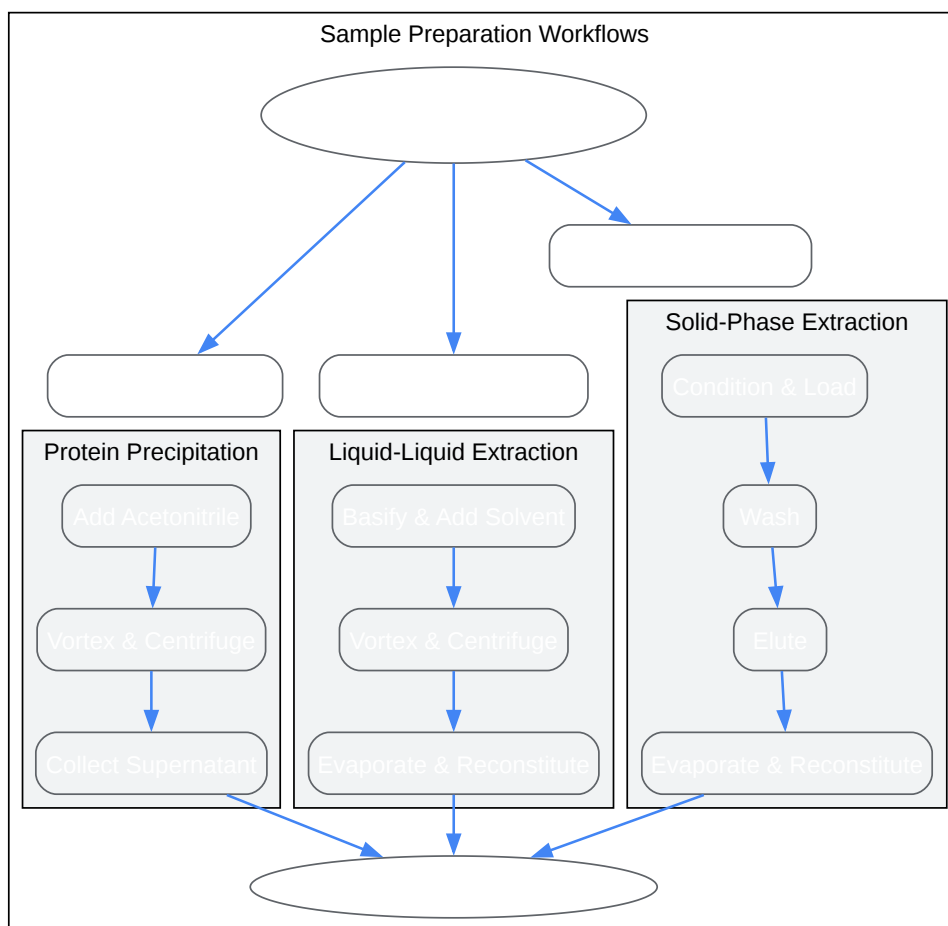 Sample Preparation Workflows
Solid-Phase Extraction
Condition & Load
Wash
Elute
Evaporate & Reconstitute
Protein Precipitation
Add Acetonitrile
Vortex & Centrifuge
Collect Supernatant
Liquid-Liquid Extraction
Basify & Add Solvent
Vortex & Centrifuge
Evaporate & Reconstitute